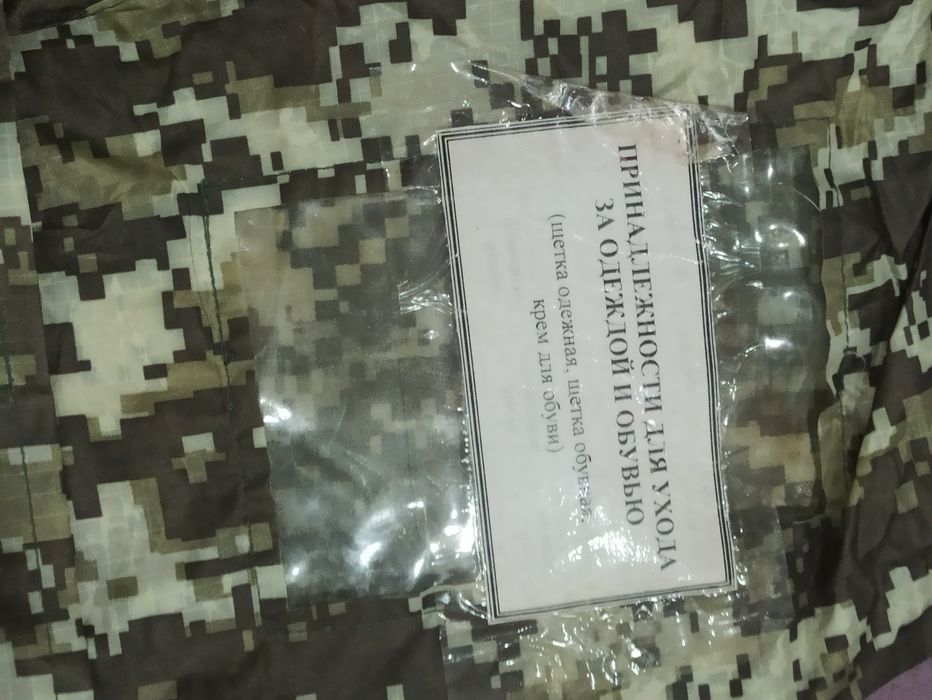 ПРИНАДЛЕЖНОСТИ ДЛЯ УХОДА
ЗА ОДЕЖДОЙ И ОБУВЬЮ
(щетка одежная, щетка обувная,
крем для обуви)